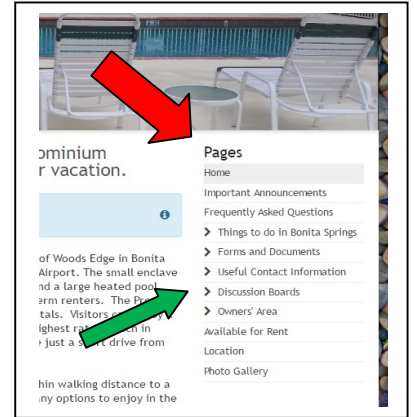 ominium
r vacation.
of Woods Edge in Bonita
Airport. The small enclave
nd a large heated pool
erm renters. The
tals. Visitors
ighest in
just a drive from
hin walking distance to a
any options to enjoy in the
Pages
Home
Important Announcements
Frequently Asked Questions
Things to do in Bonita Springs
Forms and Documents
Useful Contact Information
Discussion Boards
Owners' Area
Available for Rent
Location
Photo Gallery